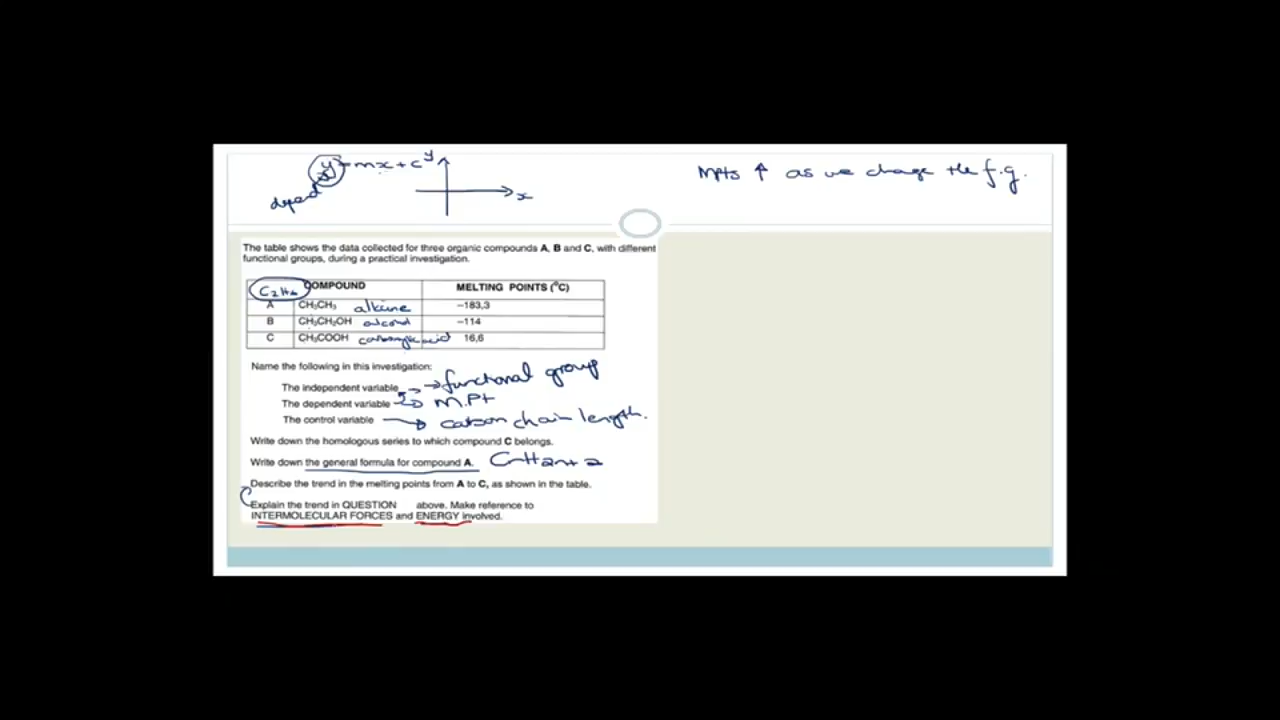 y = mx + c
y
x
depend
Mpts ↑ as we change the f.g.
The table shows the data collected for three organic compounds A, B and C, with different
functional groups, during a practical investigation.
C₂H₆ COMPOUND MELTING POINTS (⁰C)
A CH₃CH₃ alkane –183,3
B CH₃CH₂OH alcohol –114
C CH₃COOH carboxylic acid 16,6
Name the following in this investigation:
The independent variable → functional group
The dependent variable → M.Pt
The control variable → carbon chain length.
Write down the homologous series to which compound C belongs.
Write down the general formula for compound A. CnH2n+2
Describe the trend in the melting points from A to C, as shown in the table.
Explain the trend in QUESTION above. Make reference to
INTERMOLECULAR FORCES and ENERGY involved.